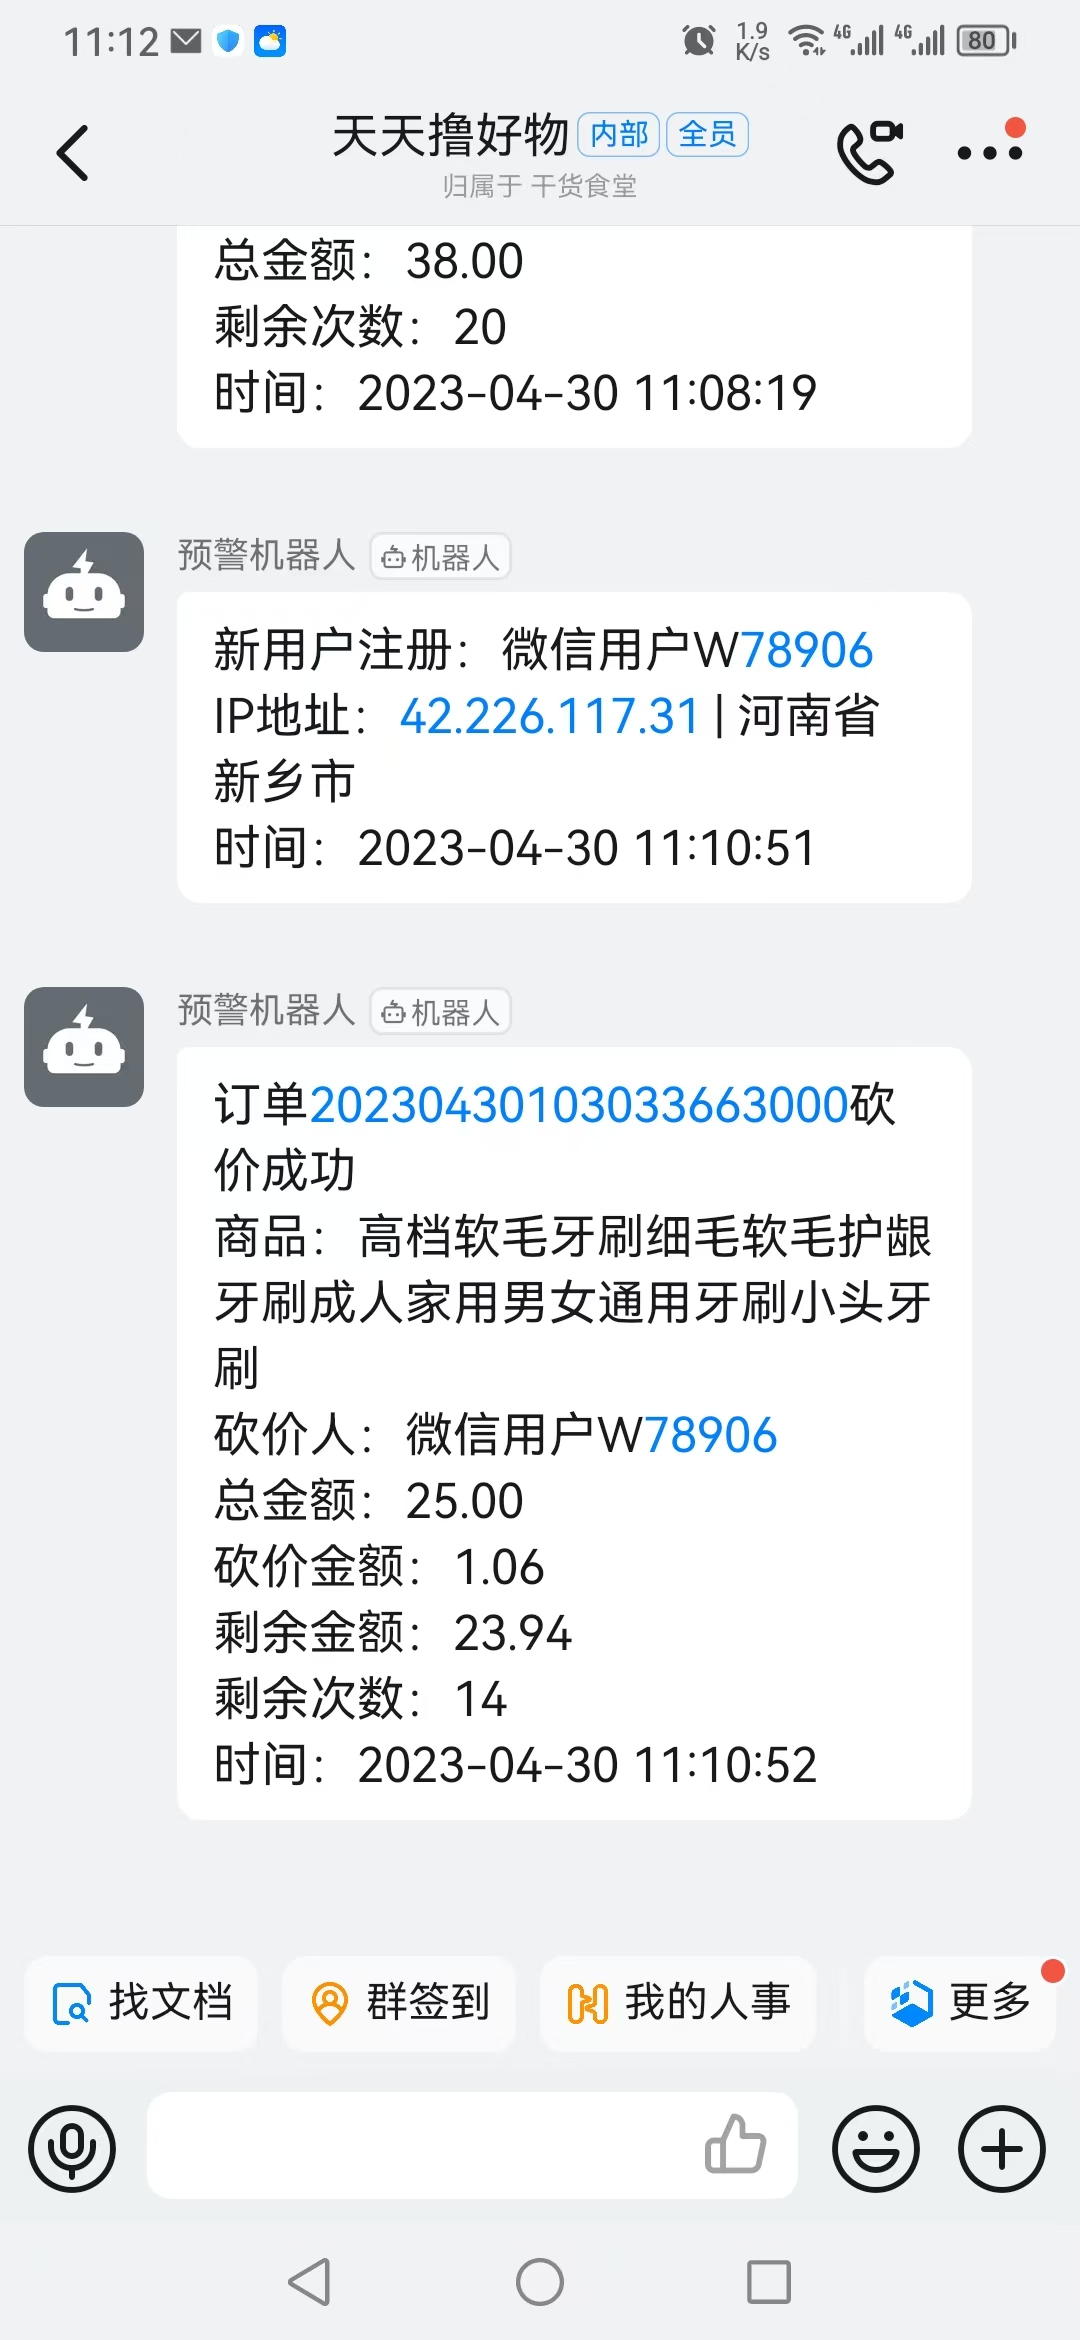 11:12
1.9
K/s
4G
4G
80
天天撸好物 内部 全员
归属于 干货食堂
总金额：38.00
剩余次数：20
时间：2023-04-30 11:08:19
预警机器人 机器人
新用户注册：微信用户W78906
IP地址：42.226.117.31 | 河南省
新乡市
时间：2023-04-30 11:10:51
预警机器人 机器人
订单20230430103033663000砍
价成功
商品：高档软毛牙刷细毛软毛护龈
牙刷成人家用男女通用牙刷小头牙
刷
砍价人：微信用户W78906
总金额：25.00
砍价金额：1.06
剩余金额：23.94
剩余次数：14
时间：2023-04-30 11:10:52
找文档 群签到 我的人事 更多